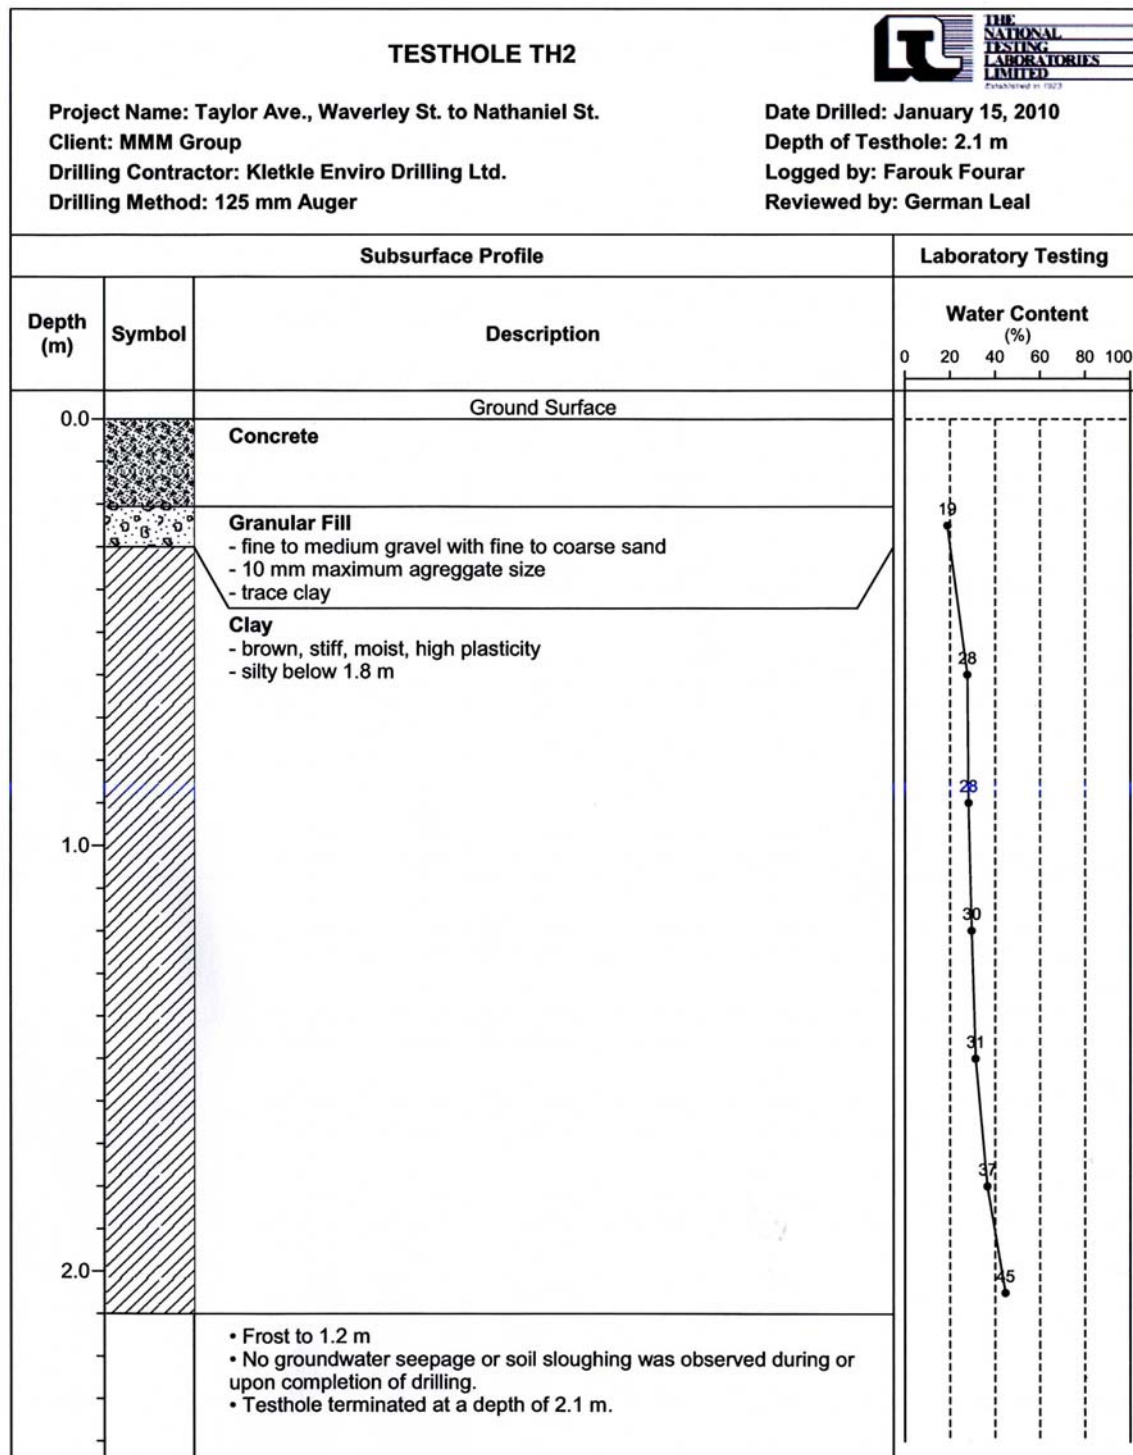 TESTHOLE TH2
THE
NATIONAL
TESTING
LABORATORIES
LIMITED
Established in 1923
Project Name: Taylor Ave., Waverley St. to Nathaniel St.
Date Drilled: January 15, 2010
Client: MMM Group
Depth of Testhole: 2.1 m
Drilling Contractor: Kletkle Enviro Drilling Ltd.
Logged by: Farouk Fourar
Drilling Method: 125 mm Auger
Reviewed by: German Leal
Subsurface Profile
Laboratory Testing
Depth
(m)
Symbol
Description
Water Content
(%)
0 20 40 60 80 100
Ground Surface
0.0
Concrete
Granular Fill
- fine to medium gravel with fine to coarse sand
- 10 mm maximum agreggate size
- trace clay
19
Clay
- brown, stiff, moist, high plasticity
- silty below 1.8 m
28
28
1.0
30
31
37
2.0
45
• Frost to 1.2 m
• No groundwater seepage or soil sloughing was observed during or
upon completion of drilling.
• Testhole terminated at a depth of 2.1 m.